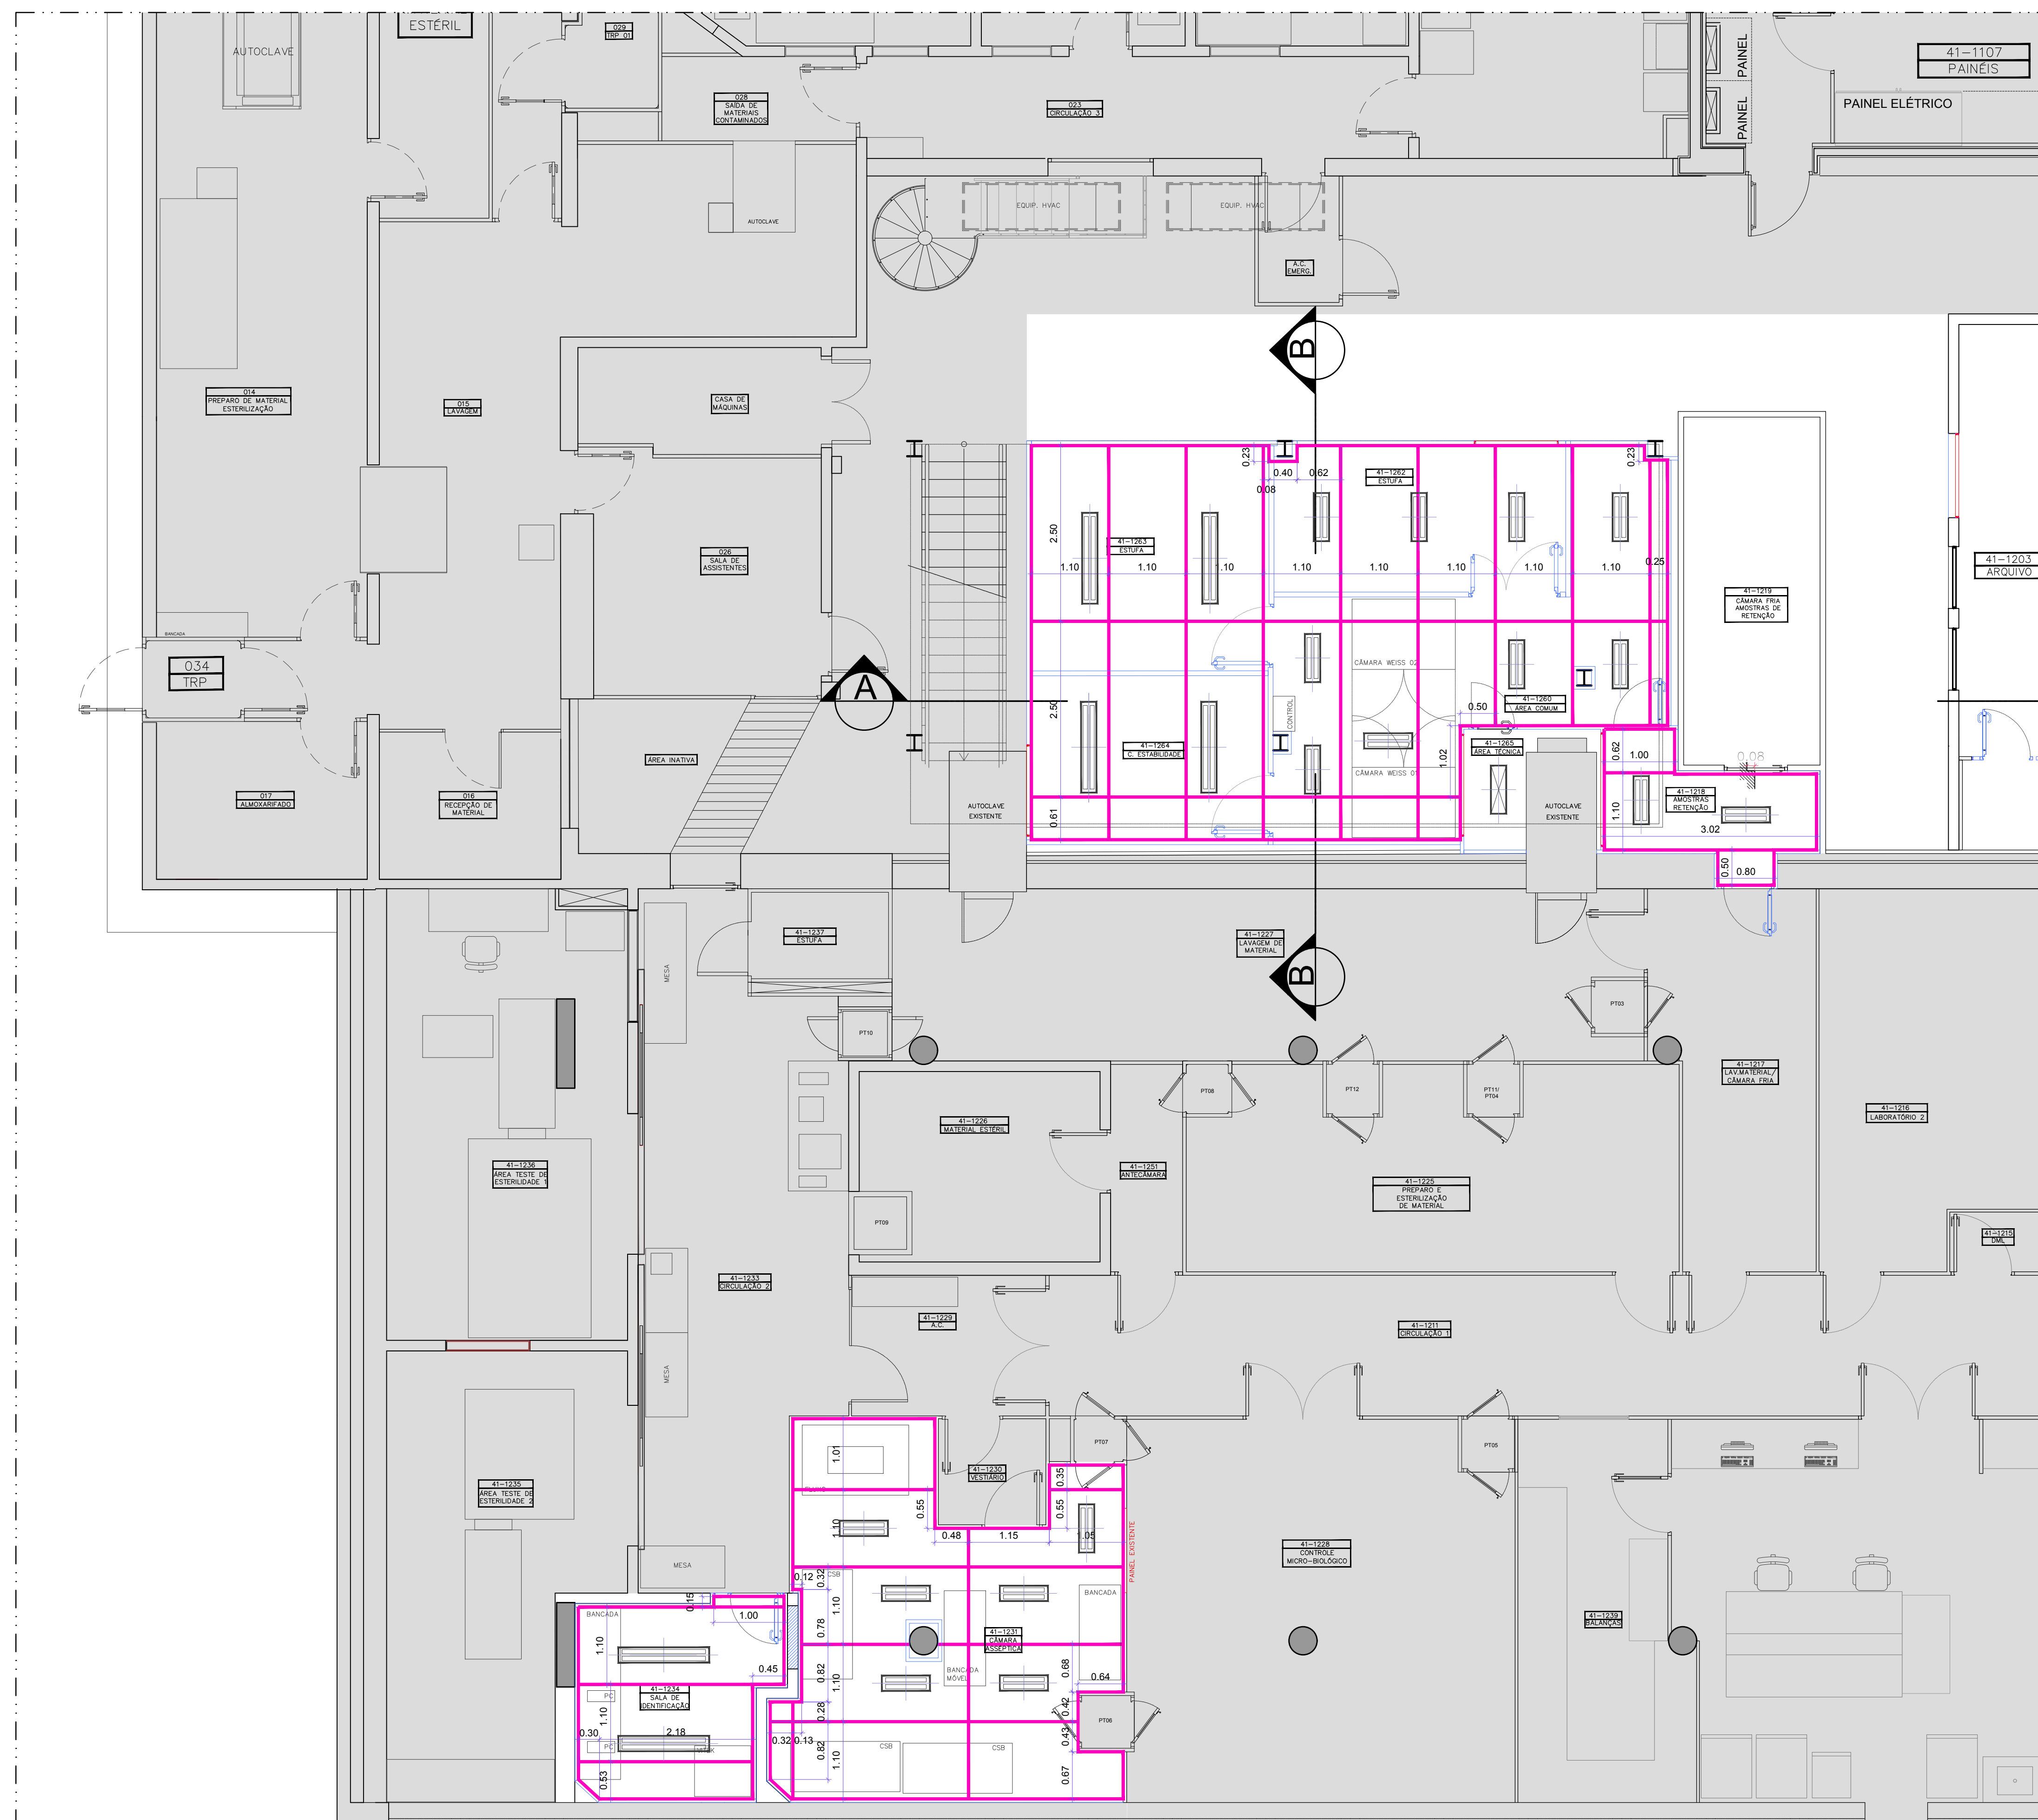 ESTÉRIL
AUTOCLAVE
029
TRP 01
028
SAÍDA DE
MATERIAIS
CONTAMINADOS
023
CIRCULAÇÃO 3
PAINEL
PAINEL
41-1107
PAINÉIS
PAINEL ELÉTRICO
AUTOCLAVE
EQUIP. HVAC
EQUIP. HVAC
A.C.
EMERG.
B
014
PREPARO DE MATERIAL
ESTERILIZAÇÃO
015
LAVAGEM
CASA DE
MÁQUINAS
026
SALA DE
ASSISTENTES
0.23
0.40
0.62
0.08
41-1262
ESTUFA
0.23
2.50
41-1263
ESTUFA
1.10
1.10
1.10
1.10
1.10
1.10
1.10
1.10
0.25
41-1203
ARQUIVO
41-1219
CÂMARA FRIA
AMOSTRAS DE
RETENÇÃO
BANCADA
034
TRP
A
CÂMARA WEISS 02
CONTROL
2.50
41-1260
ÁREA COMUM
0.50
41-1264
C. ESTABILIDADE
1.02
41-1265
ÁREA TÉCNICA
0.62
1.00
0.08
CÂMARA WEISS 01
ÁREA INATIVA
017
ALMOXARIFADO
016
RECEPÇÃO DE
MATERIAL
AUTOCLAVE
EXISTENTE
0.61
AUTOCLAVE
EXISTENTE
1.10
41-1218
AMOSTRAS
RETENÇÃO
3.02
0.50
0.80
41-1237
ESTUFA
41-1227
LAVAGEM DE
MATERIAL
B
MESA
PT03
PT10
41-1217
LAV.MATERIAL/
CÂMARA FRIA
PT08
PT12
PT11/
PT04
41-1216
LABORATÓRIO 2
41-1226
MATERIAL ESTÉRIL
41-1236
ÁREA TESTE DE
ESTERILIDADE 1
41-1251
ANTECÂMARA
41-1225
PREPARO E
ESTERILIZAÇÃO
DE MATERIAL
PT09
41-1215
DML
41-1233
CIRCULAÇÃO 2
41-1229
A.C.
41-1211
CIRCULAÇÃO 1
MESA
1.01
PT07
PT05
41-1230
VESTIÁRIO
0.35
41-1235
ÁREA TESTE DE
ESTERILIDADE 2
FLUXO
0.55
0.55
1.10
0.48
1.15
1.05
PAINEL EXISTENTE
41-1228
CONTROLE
MICRO-BIOLÓGICO
MESA
0.12
0.32
CSB
BANCADA
0.15
1.10
1.00
BANCADA
0.78
41-1239
BALANÇAS
1.10
41-1231
CÂMARA
ASSÉPTICA
0.45
0.82
1.10
BANCADA
MÓVEL
0.68
0.64
41-1234
SALA DE
IDENTIFICAÇÃO
PC
1.10
0.28
0.42
PT06
0.30
2.18
0.32
0.13
0.43
PC
0.82
1.10
CSB
CSB
0.53
0.67